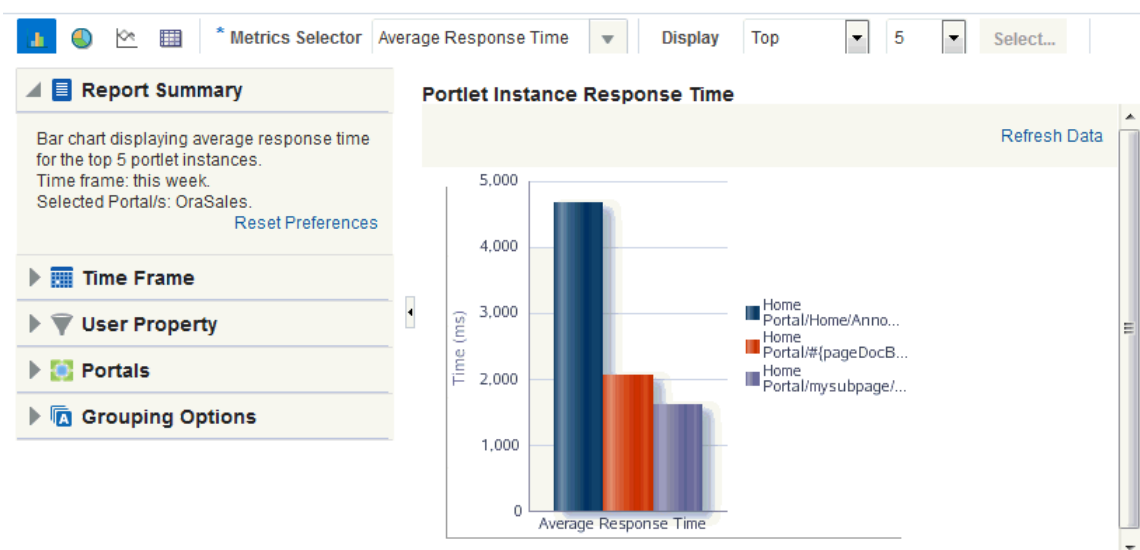 * Metrics Selector Average Response Time Display Top 5 Select...
Report Summary
Bar chart displaying average response time
for the top 5 portlet instances.
Time frame: this week.
Selected Portal/s: OraSales.
Reset Preferences
Time Frame
User Property
Portals
Grouping Options
Portlet Instance Response Time
Refresh Data
5,000
4,000
3,000
2,000
1,000
0
Time (ms)
Average Response Time
Home
Portal/Home/Anno...
Home
Portal/#{pageDocB...
Home
Portal/mysubpage/...